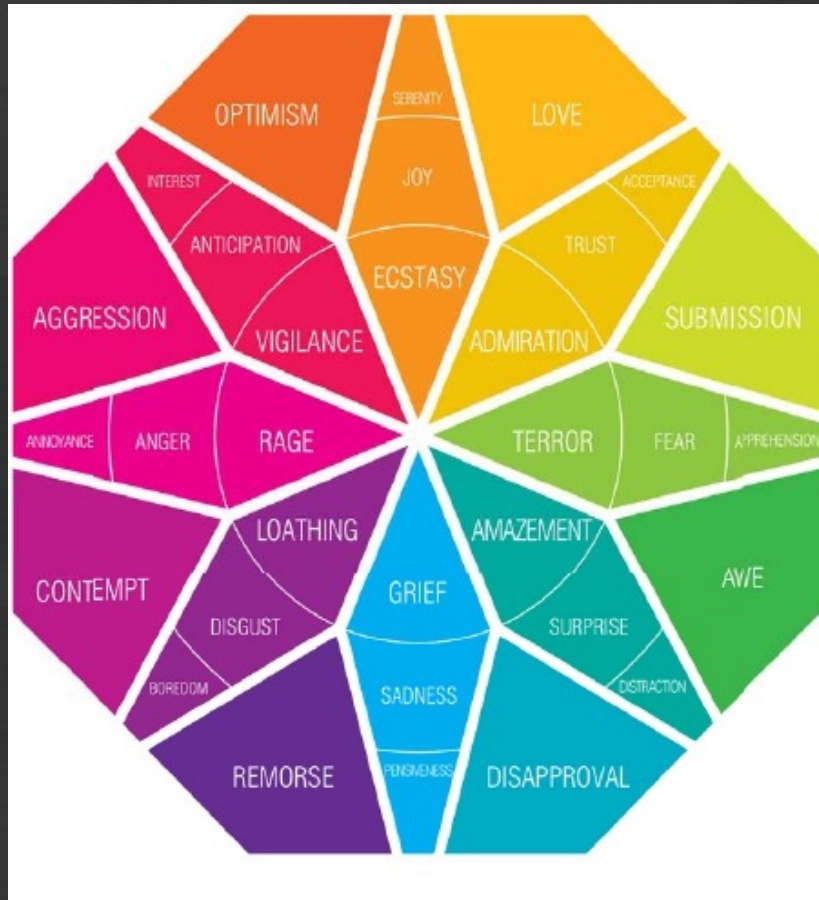 SERENITY
OPTIMISM
LOVE
INTEREST
JOY
ACCEPTANCE
ANTICIPATION
TRUST
ECSTASY
AGGRESSION
SUBMISSION
VIGILANCE
ADMIRATION
ANNOYANCE
ANGER
RAGE
TERROR
FEAR
APPREHENSION
LOATHING
AMAZEMENT
CONTEMPT
GRIEF
AWE
DISGUST
SURPRISE
BOREDOM
SADNESS
DISTRACTION
REMORSE
PENSIVENESS
DISAPPROVAL